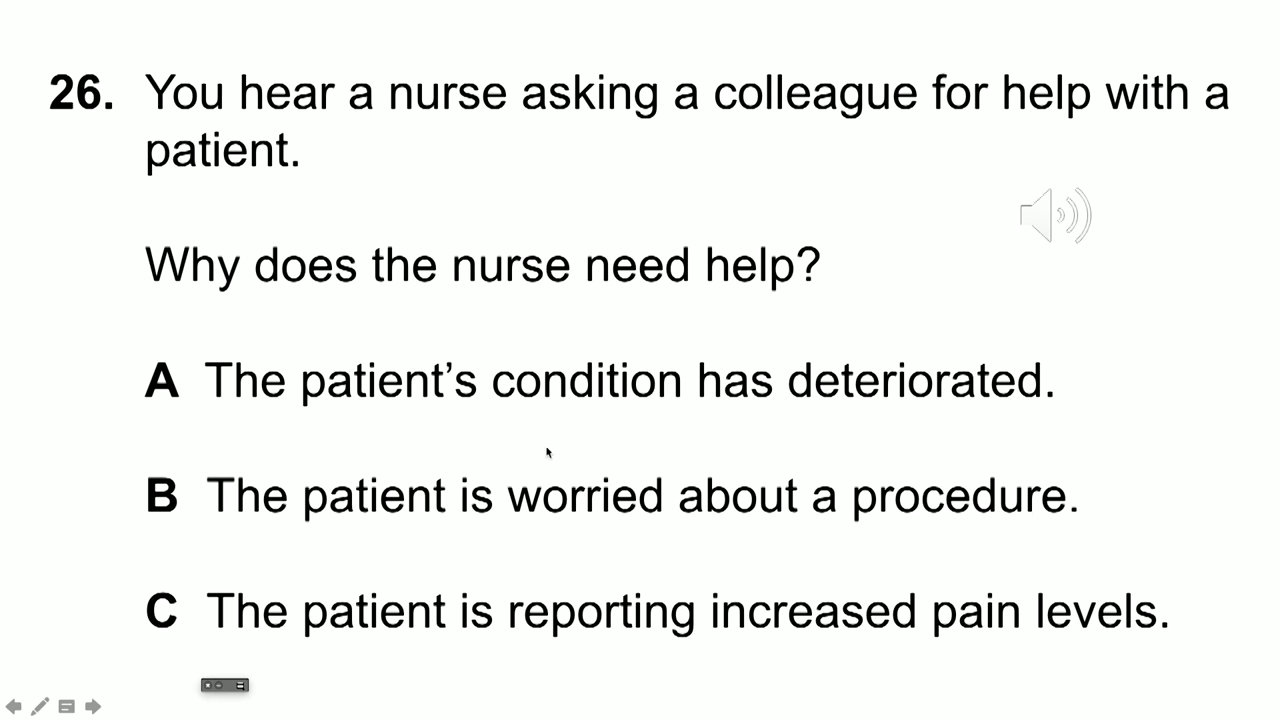 26. You hear a nurse asking a colleague for help with a
patient.
Why does the nurse need help?
A The patient’s condition has deteriorated.
B The patient is worried about a procedure.
C The patient is reporting increased pain levels.